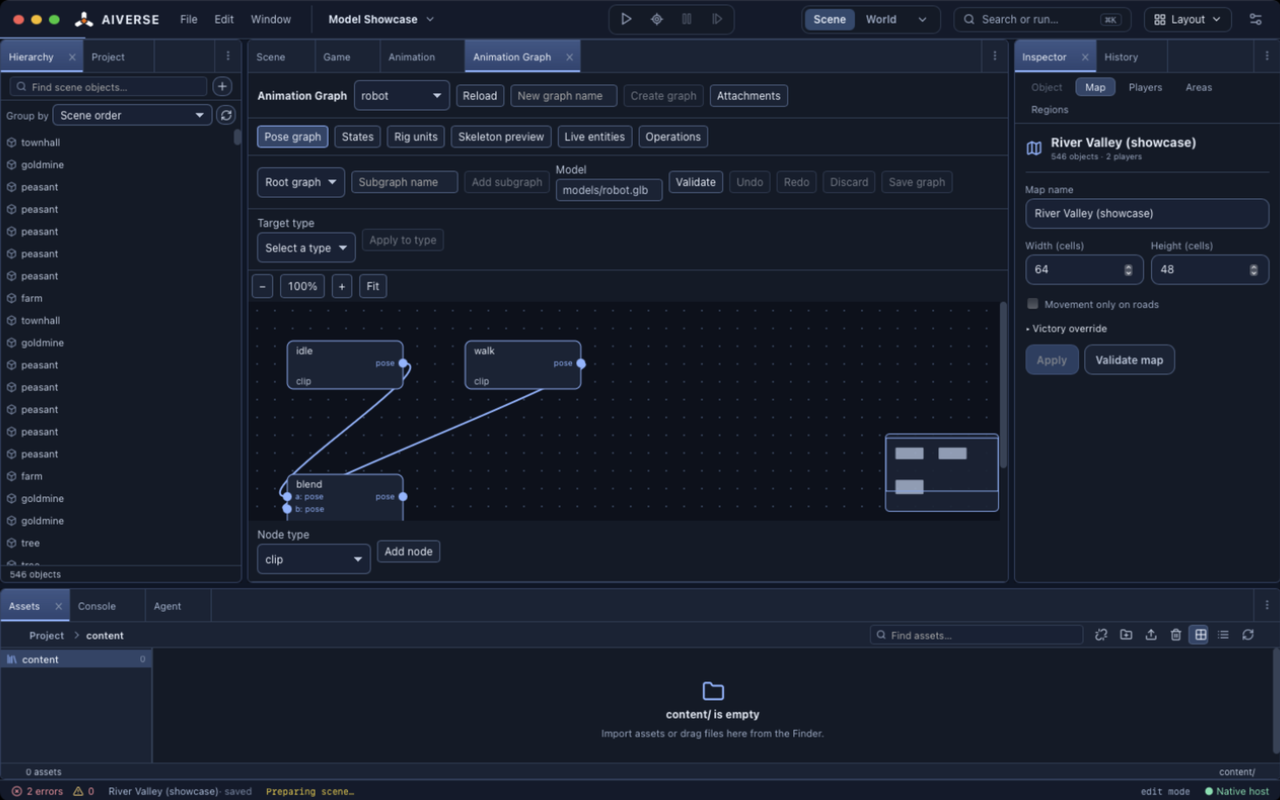 AIVERSE File Edit Window Model Showcase Scene World Search or run... ⌘K Layout
Hierarchy Project
Find scene objects...
Group by Scene order
townhall
goldmine
peasant
peasant
peasant
peasant
peasant
farm
townhall
goldmine
peasant
peasant
peasant
peasant
peasant
farm
goldmine
goldmine
tree
tree
546 objects
Scene Game Animation Animation Graph
Animation Graph robot Reload New graph name Create graph Attachments
Pose graph States Rig units Skeleton preview Live entities Operations
Model
Root graph Subgraph name Add subgraph models/robot.glb Validate Undo Redo Discard Save graph
Target type
Select a type Apply to type
− 100% + Fit
idle
pose
clip
walk
pose
clip
blend
a: pose pose
b: pose
Node type
clip Add node
Inspector History
Object Map Players Areas
Regions
River Valley (showcase)
546 objects · 2 players
Map name
River Valley (showcase)
Width (cells) Height (cells)
64 48
Movement only on roads
• Victory override
Apply Validate map
Assets Console Agent
Project > content Find assets...
content 0
content/ is empty
Import assets or drag files here from the Finder.
0 assets content/
2 errors 0 River Valley (showcase) · saved Preparing scene… edit mode Native host